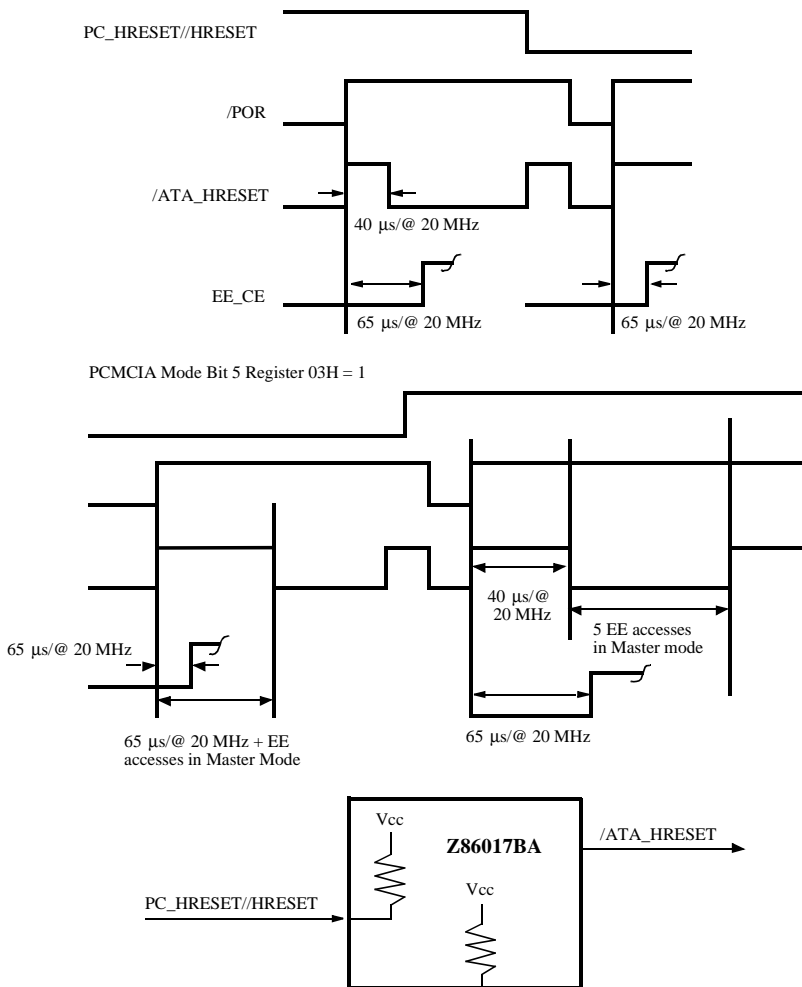 PC_HRESET//HRESET
/POR
/ATA_HRESET
40 μs/@ 20 MHz
EE_CE
65 μs/@ 20 MHz
65 μs/@ 20 MHz
PCMCIA Mode Bit 5 Register 03H = 1
40 μs/@
20 MHz
5 EE accesses
in Master mode
65 μs/@ 20 MHz
65 μs/@ 20 MHz
65 μs/@ 20 MHz + EE
accesses in Master Mode
Vcc
Z86017BA
/ATA_HRESET
Vcc
PC_HRESET//HRESET